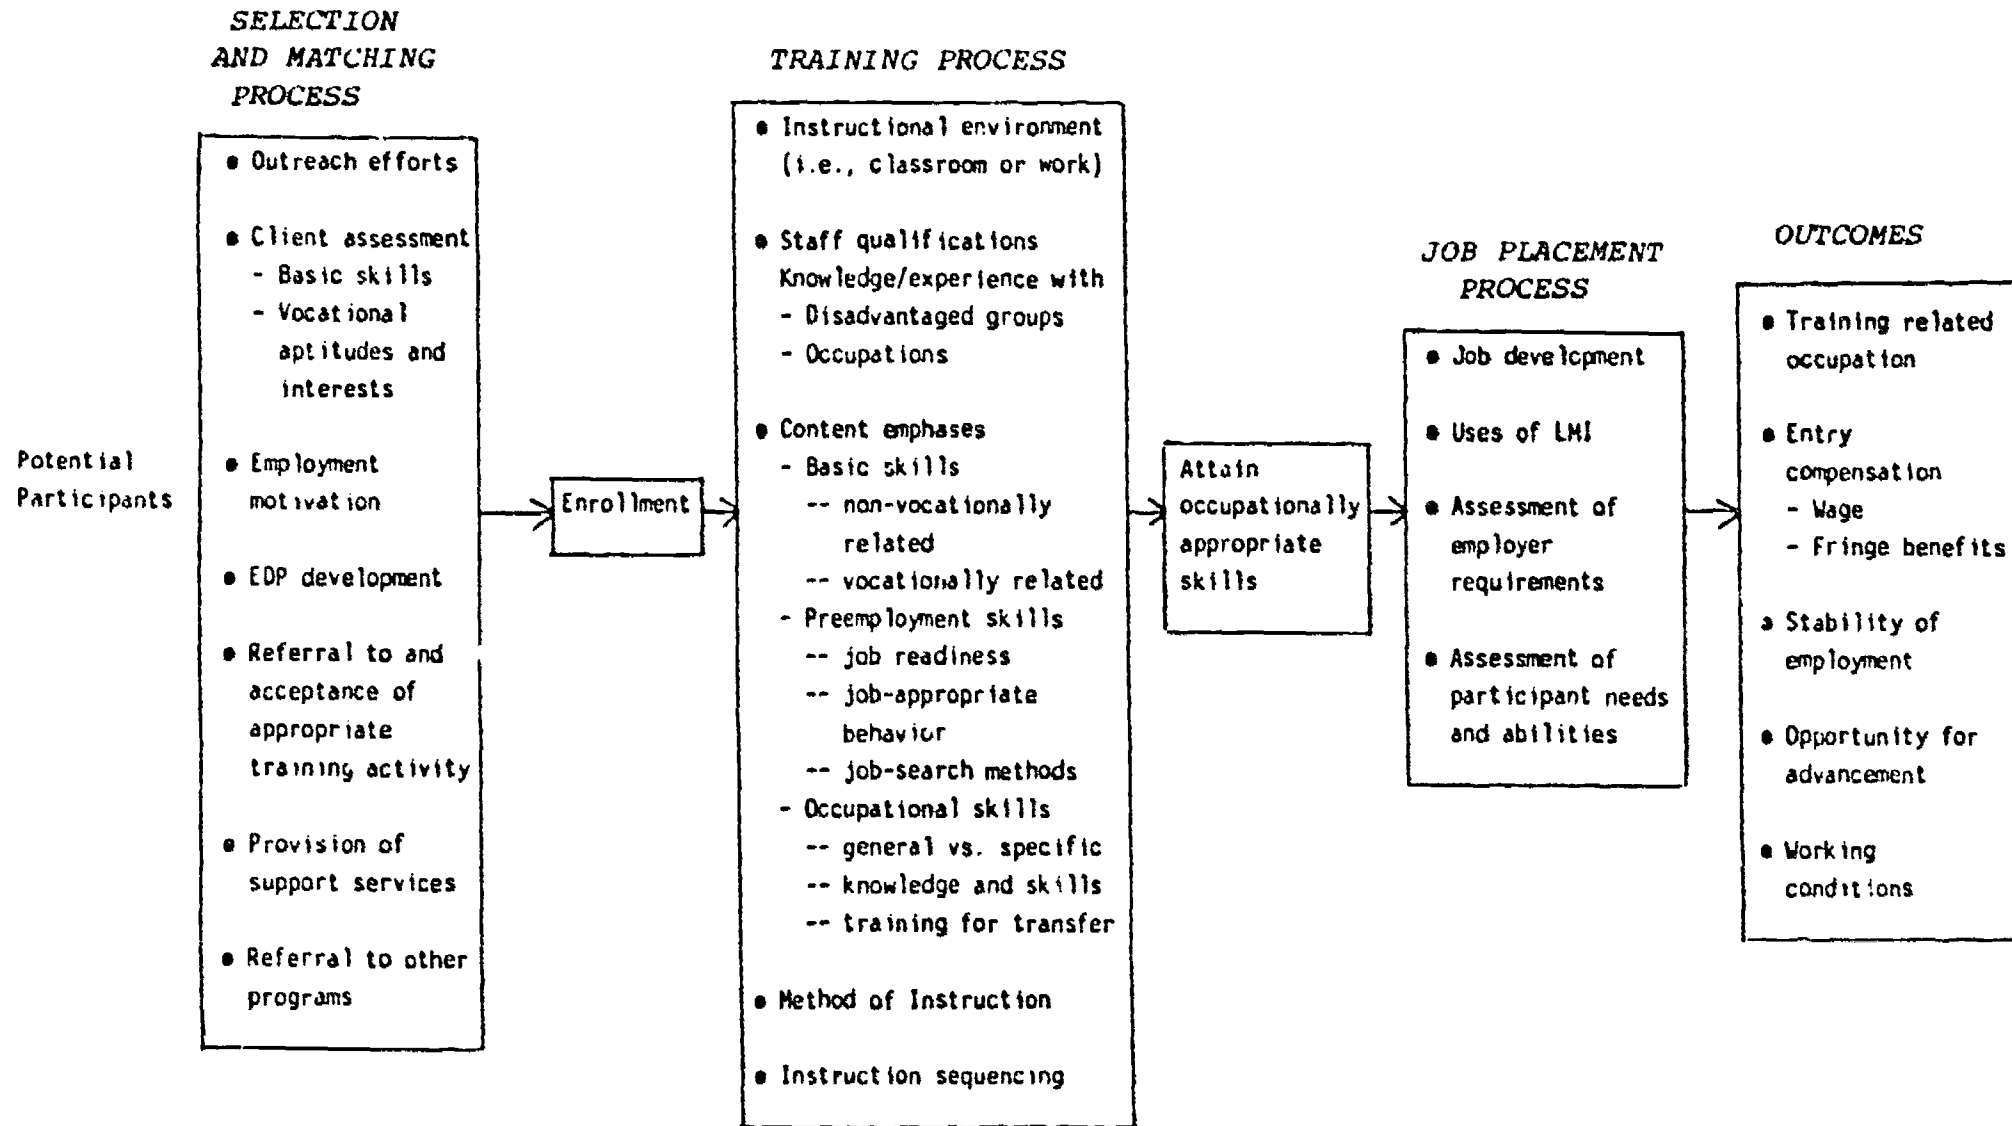 SELECTION
AND MATCHING
PROCESS
Potential
Participants
● Outreach efforts
● Client assessment
- Basic skills
- Vocational
aptitudes and
interests
● Employment
motivation
● EDP development
● Referral to and
acceptance of
appropriate
training activity
● Provision of
support services
● Referral to other
programs
Enrollment
TRAINING PROCESS
● Instructional environment
(i.e., classroom or work)
● Staff qualifications
Knowledge/experience with
- Disadvantaged groups
- Occupations
● Content emphases
- Basic skills
-- non-vocationally
related
-- vocationally related
- Preemployment skills
-- job readiness
-- job-appropriate
behavior
-- job-search methods
- Occupational skills
-- general vs. specific
-- knowledge and skills
-- training for transfer
● Method of Instruction
● Instruction sequencing
Attain
occupationally
appropriate
skills
JOB PLACEMENT
PROCESS
● Job development
● Uses of LMI
● Assessment of
employer
requirements
● Assessment of
participant needs
and abilities
OUTCOMES
● Training related
occupation
● Entry
compensation
- Wage
- Fringe benefits
● Stability of
employment
● Opportunity for
advancement
● Working
conditions